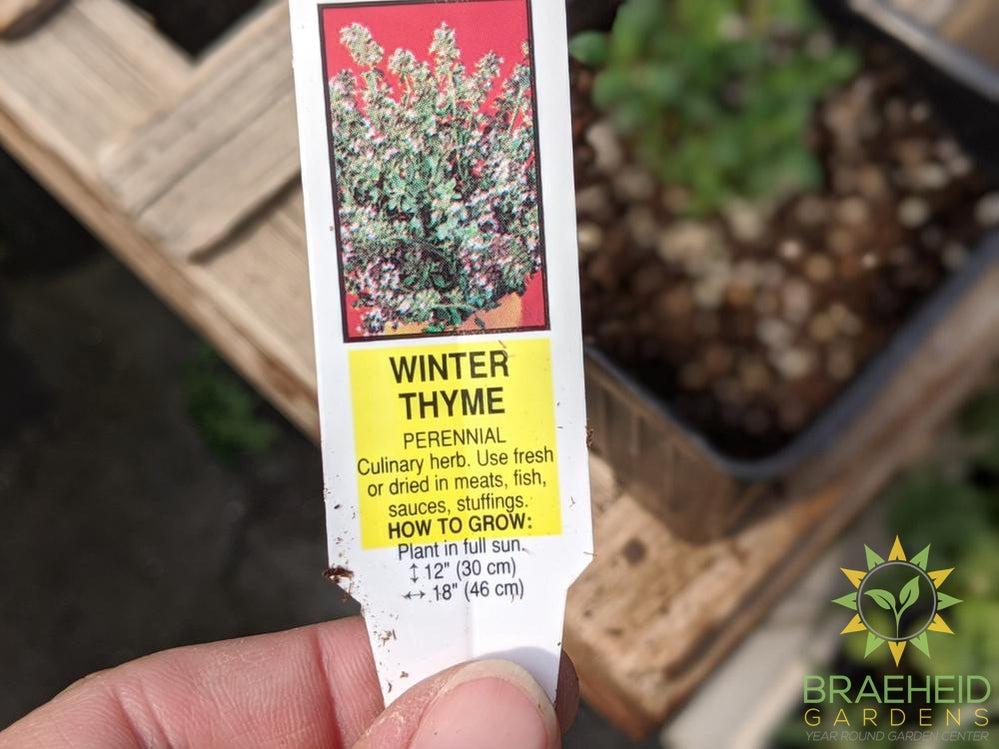 WINTER
THYME
PERENNIAL
Culinary herb. Use fresh
or dried in meats, fish,
sauces, stuffings.
HOW TO GROW:
Plant in full sun.
↕ 12" (30 cm)
↔ 18" (46 cm)
BRAEHEID
GARDENS
YEAR ROUND GARDEN CENTER